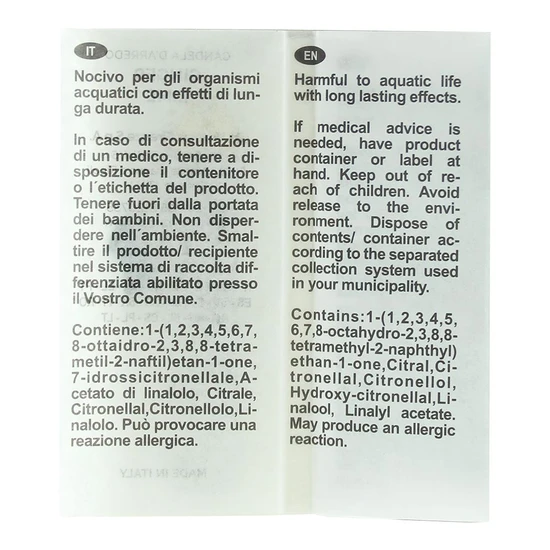 IT
Nocivo per gli organismi
acquatici con effetti di lun-
ga durata.
In caso di consultazione
di un medico, tenere a di-
sposizione il contenitore
o l´etichetta del prodotto.
Tenere fuori dalla portata
dei bambini. Non disper-
dere nell´ambiente. Smal-
tire il prodotto/ recipiente
nel sistema di raccolta dif-
ferenziata abilitato presso
il Vostro Comune.
Contiene:1-(1,2,3,4,5,6,7,
8-ottaidro-2,3,8,8-tetra-
metil-2-naftil)etan-1-one,
7-idrossicitronellale,A-
cetato di linalolo, Citrale,
Citronellal,Citronellolo,Li-
nalolo. Può provocare una
reazione allergica.
EN
Harmful to aquatic life
with long lasting effects.
If medical advice is
needed, have product
container or label at
hand. Keep out of re-
ach of children. Avoid
release to the envi-
ronment. Dispose of
contents/ container ac-
cording to the separated
collection system used
in your municipality.
Contains:1-(1,2,3,4,5,
6,7,8-octahydro-2,3,8,8-
tetramethyl-2-naphthyl)
ethan-1-one,Citral,Ci-
tronellal,Citronellol,
Hydroxy-citronellal,Li-
nalool, Linalyl acetate.
May produce an allergic
reaction.
MADE IN ITALY